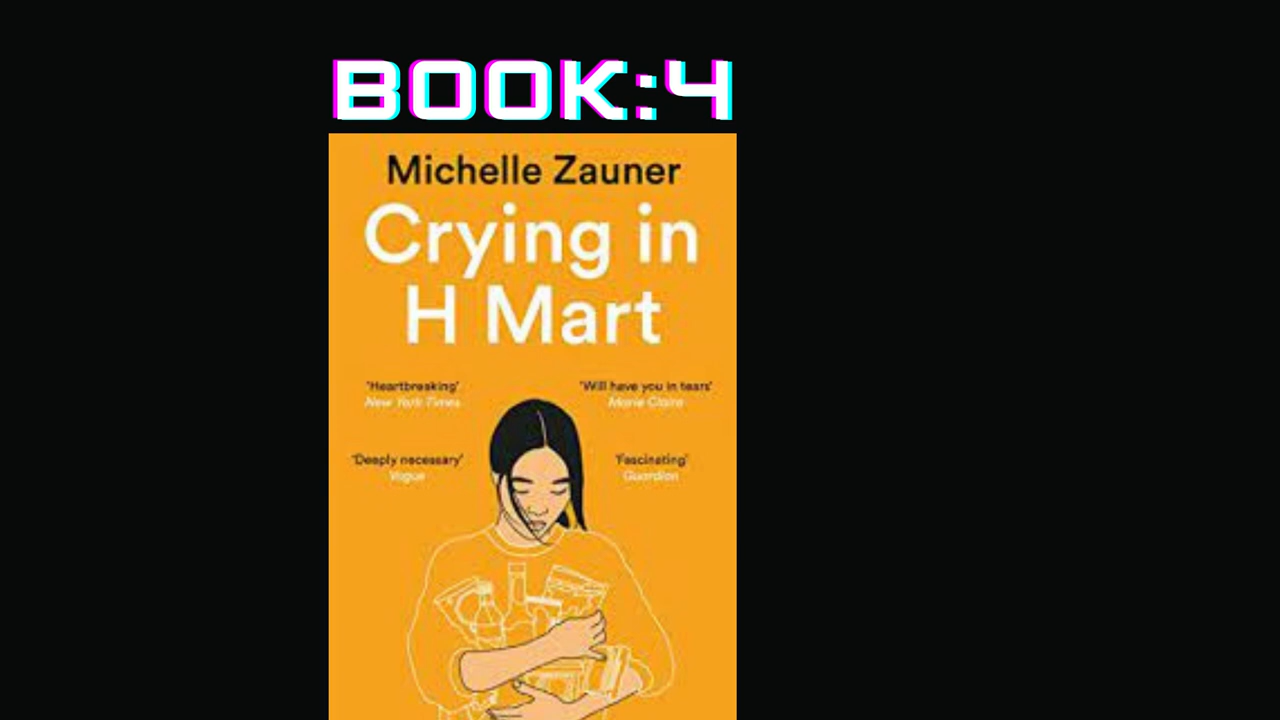 BOOK:4
Michelle Zauner
Crying in
H Mart
'Heartbreaking'
New York Times
'Will have you in tears'
Marie Claire
'Deeply necessary'
Vogue
'Fascinating'
Guardian